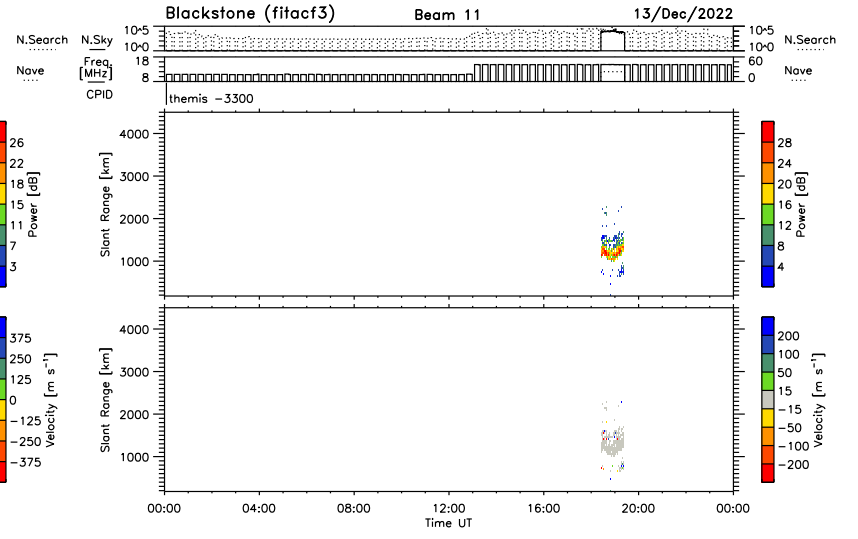 Blackstone (fitacf3) Beam 11 13/Dec/2022
N.Search N.Sky 10^5 10^0 10^5 10^0 N.Search
Nave Freq. [MHz] 18 8 60 0 Nave
CPID themis -3300
26 22 18 15 11 7 3
Power [dB]
4000 3000 2000 1000
Slant Range [km]
28 24 20 16 12 8 4
Power [dB]
375 250 125 0 -125 -250 -375
Velocity [m s^-1]
4000 3000 2000 1000
Slant Range [km]
200 100 50 15 -15 -50 -100 -200
Velocity [m s^-1]
00:00 04:00 08:00 12:00 16:00 20:00 00:00
Time UT